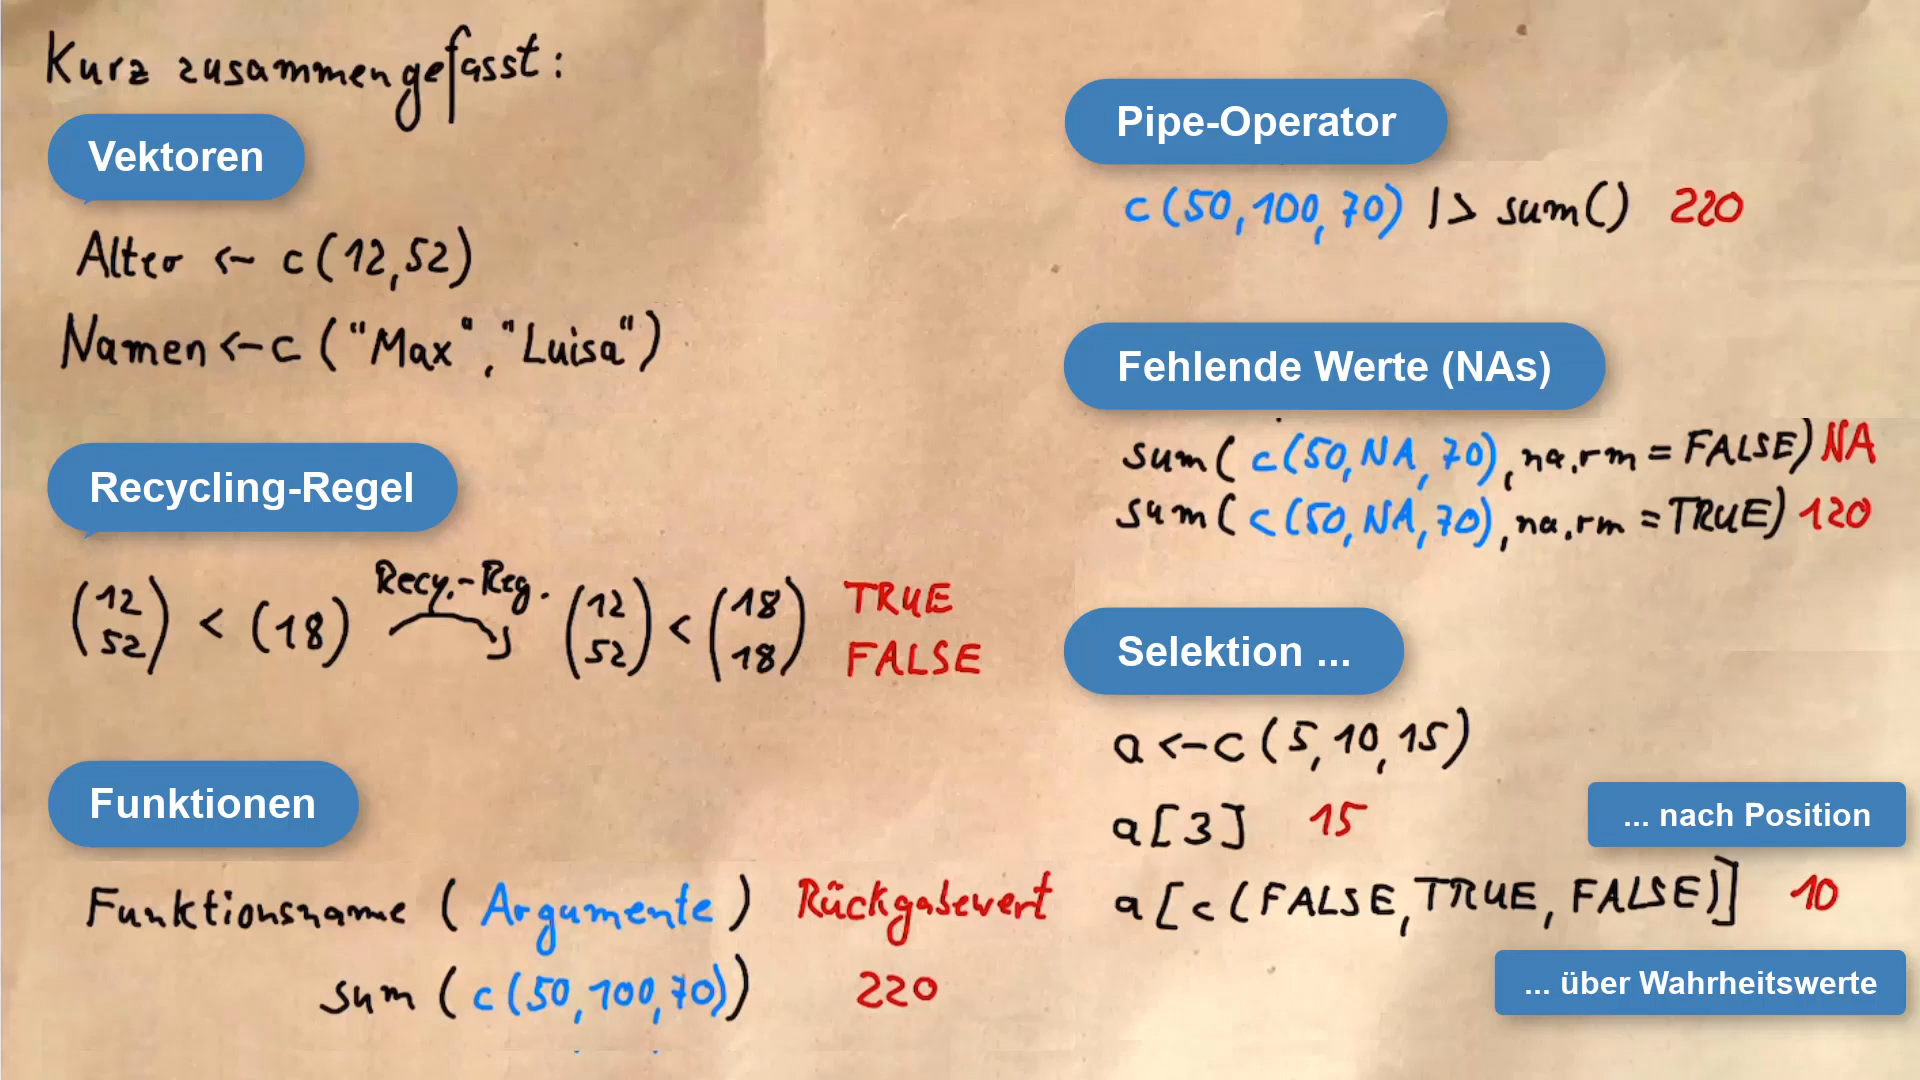 Kurz zusammengefasst:
Vektoren
Alter <- c(12,52)
Namen <- c("Max","Luisa")
Recycling-Regel
Recy.-Reg.
(12 52) < (18) (12 52) < (18 18) TRUE FALSE
Funktionen
Funktionsname (Argumente) Rückgabewert
sum (c(50,100,70)) 220
Pipe-Operator
c(50,100,70) |> sum() 220
Fehlende Werte (NAs)
sum(c(50,NA,70),na.rm = FALSE) NA
sum(c(50,NA,70),na.rm = TRUE) 120
Selektion ...
a <- c(5,10,15)
a[3] 15
... nach Position
a[c(FALSE,TRUE,FALSE)] 10
... über Wahrheitswerte